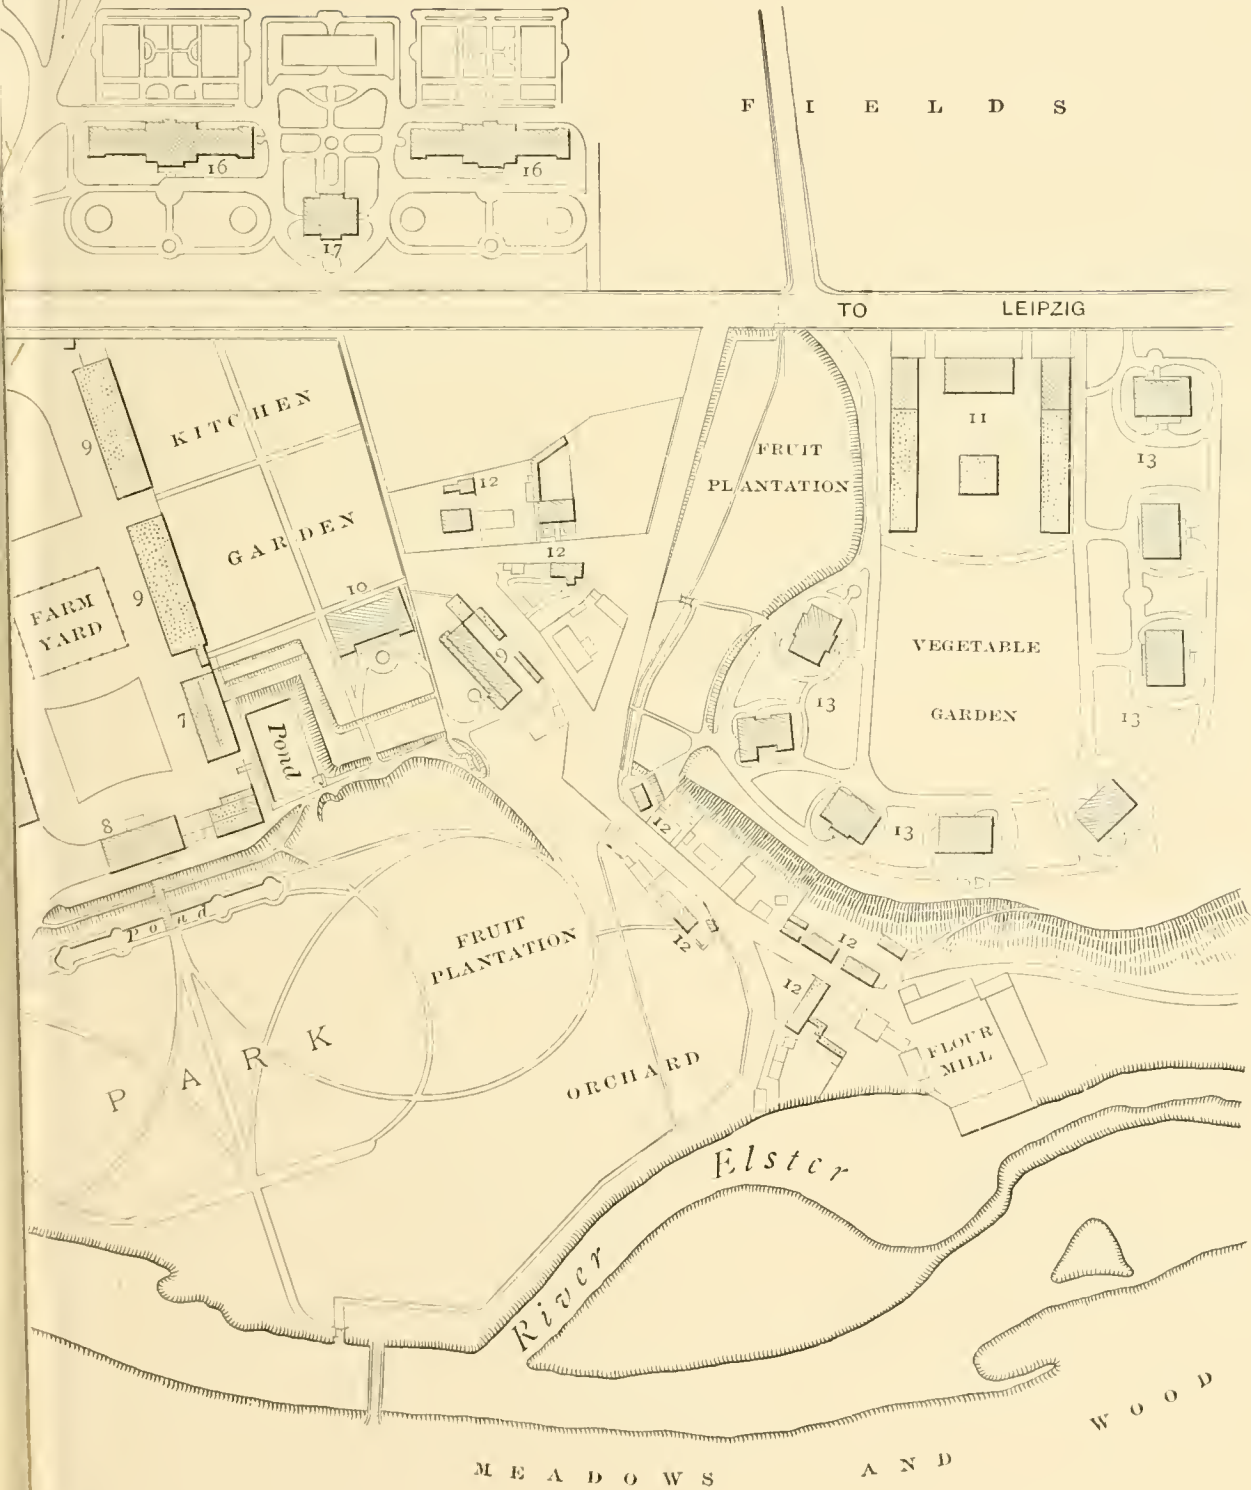 FIELDS
16
16
17
TO LEIPZIG
KITCHEN
GARDEN
9
9
FARM
YARD
7
8
10
Pond
9
12
12
FRUIT
PLANTATION
11
13
13
VEGETABLE
GARDEN
13
13
12
Pond
FRUIT
PLANTATION
12
12
12
PARK
ORCHARD
FLOUR
MILL
River Elster
MEADOWS AND WOOD